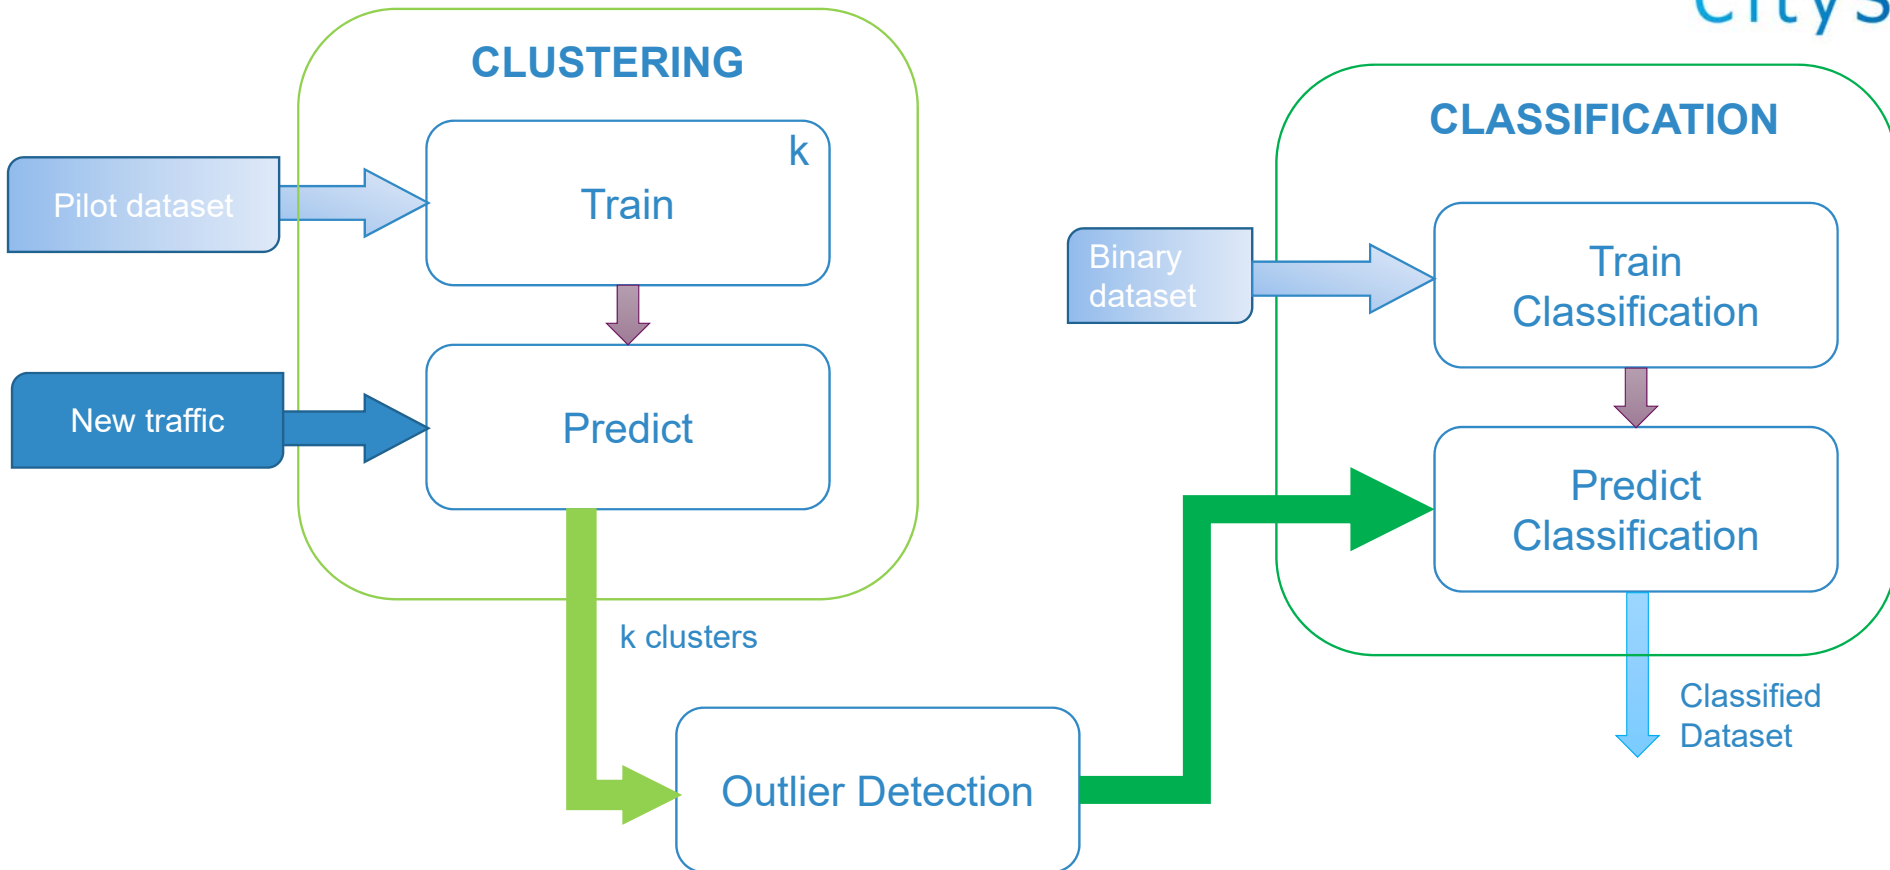 CityS
CLUSTERING
CLASSIFICATION
k
Train
Pilot dataset
Binary
dataset
Train
Classification
New traffic
Predict
Predict
Classification
k clusters
Classified
Dataset
Outlier Detection